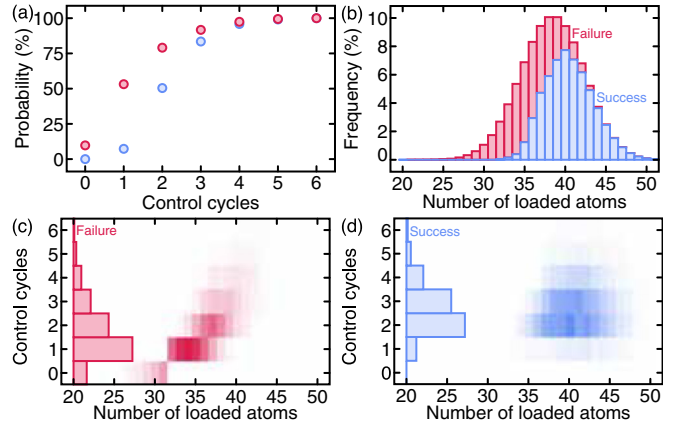 (a)
Probability (%)
100
75
50
25
0
0 1 2 3 4 5 6
Control cycles
(b)
Frequency (%)
10
8
6
4
2
0
Failure
Success
20 25 30 35 40 45 50
Number of loaded atoms
(c)
Control cycles
6
5
4
3
2
1
0
Failure
20 25 30 35 40 45 50
Number of loaded atoms
(d)
Control cycles
6
5
4
3
2
1
0
Success
20 25 30 35 40 45 50
Number of loaded atoms